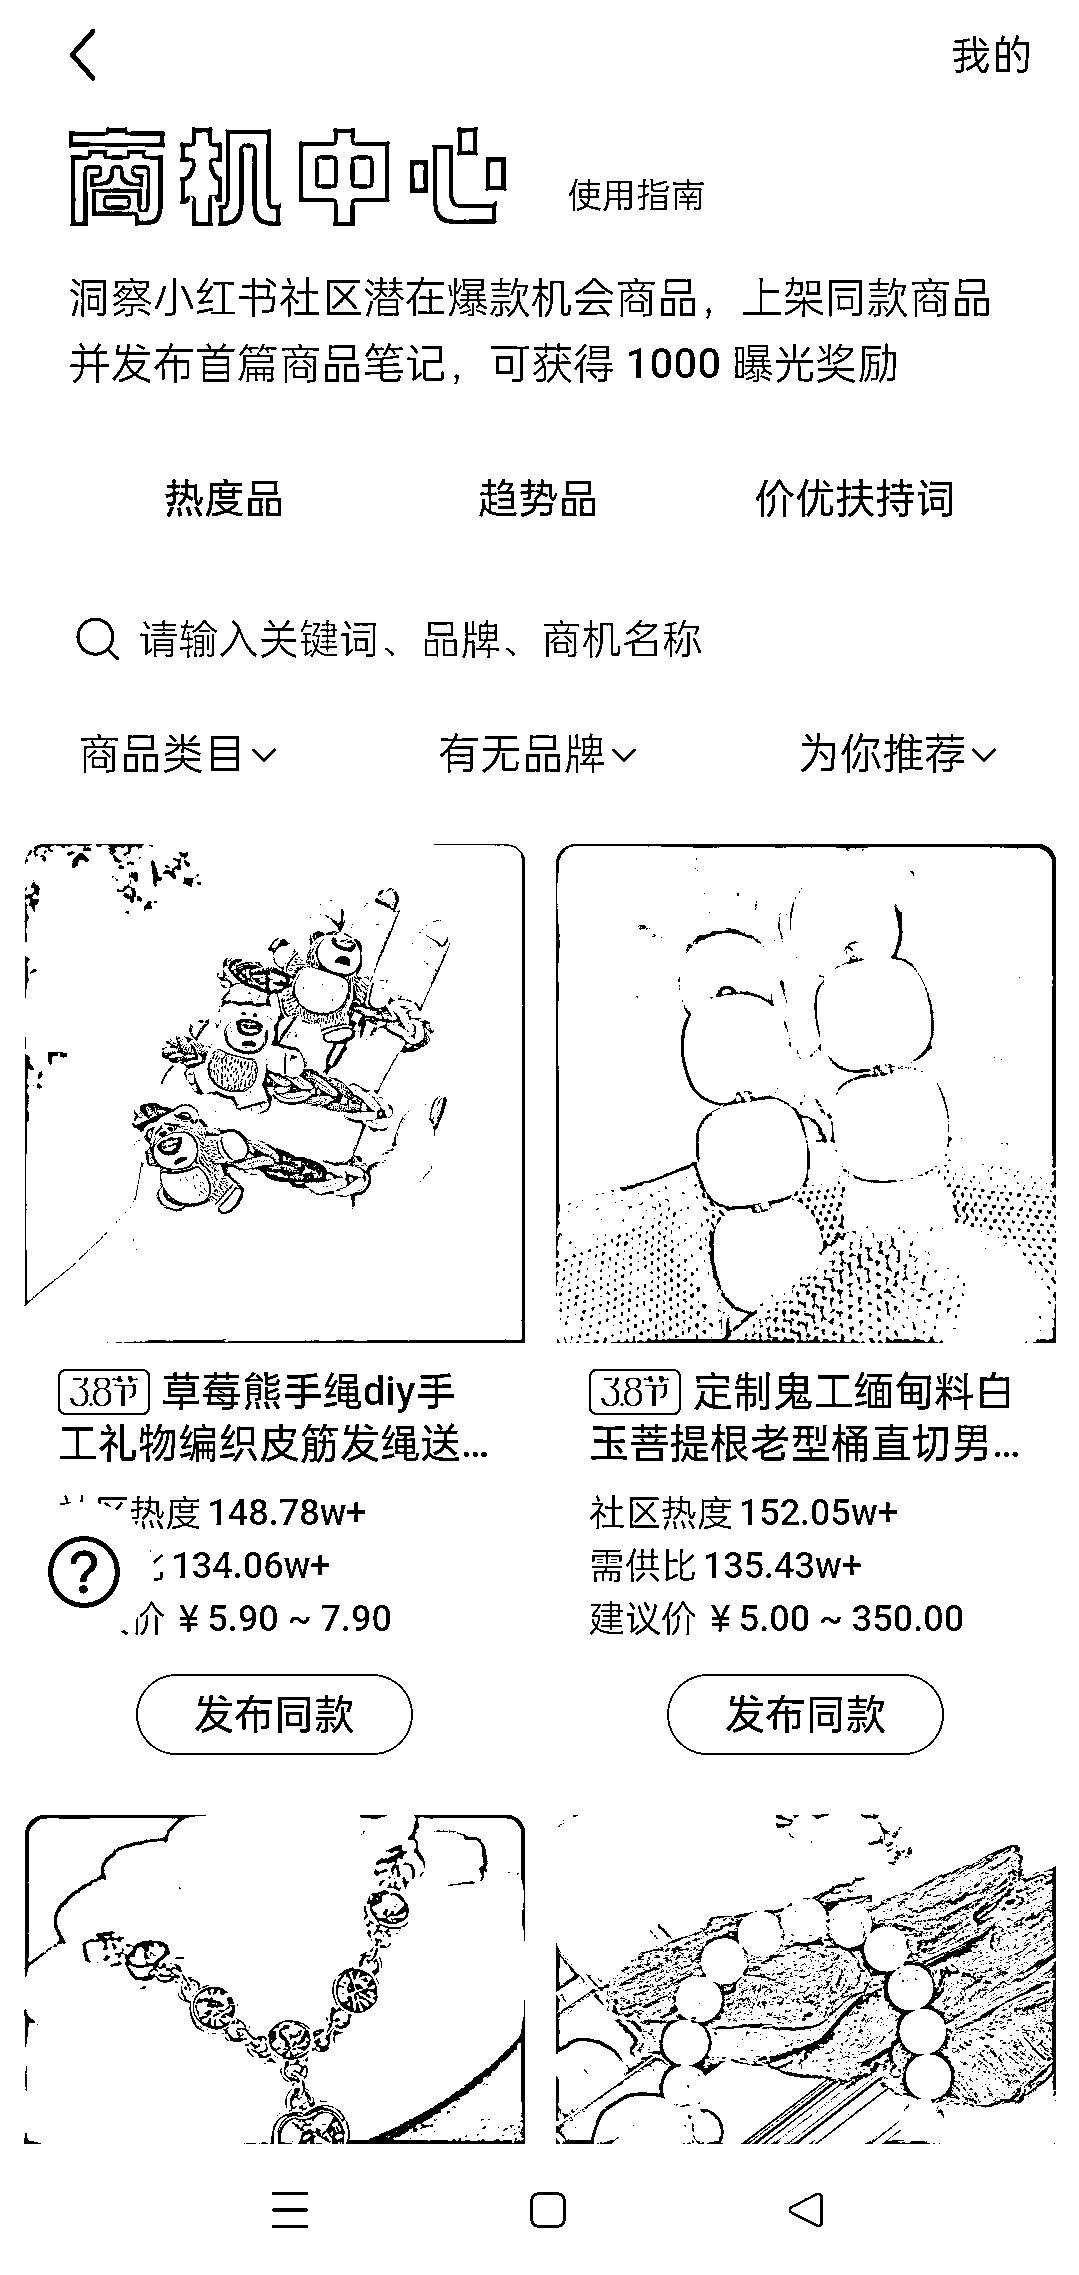 我的
商机中心 使用指南
洞察小红书社区潜在爆款机会商品，上架同款商品
并发布首篇商品笔记，可获得 1000 曝光奖励
热度品 趋势品 价优扶持词
请输入关键词、品牌、商机名称
商品类目 有无品牌 为你推荐
3.8节 草莓熊手绳diy手
工礼物编织皮筋发绳送...
热度 148.78w+
134.06w+
价 ¥ 5.90 ~ 7.90
发布同款
3.8节 定制鬼工缅甸料白
玉菩提根老型桶直切男...
社区热度 152.05w+
需供比 135.43w+
建议价 ¥ 5.00 ~ 350.00
发布同款